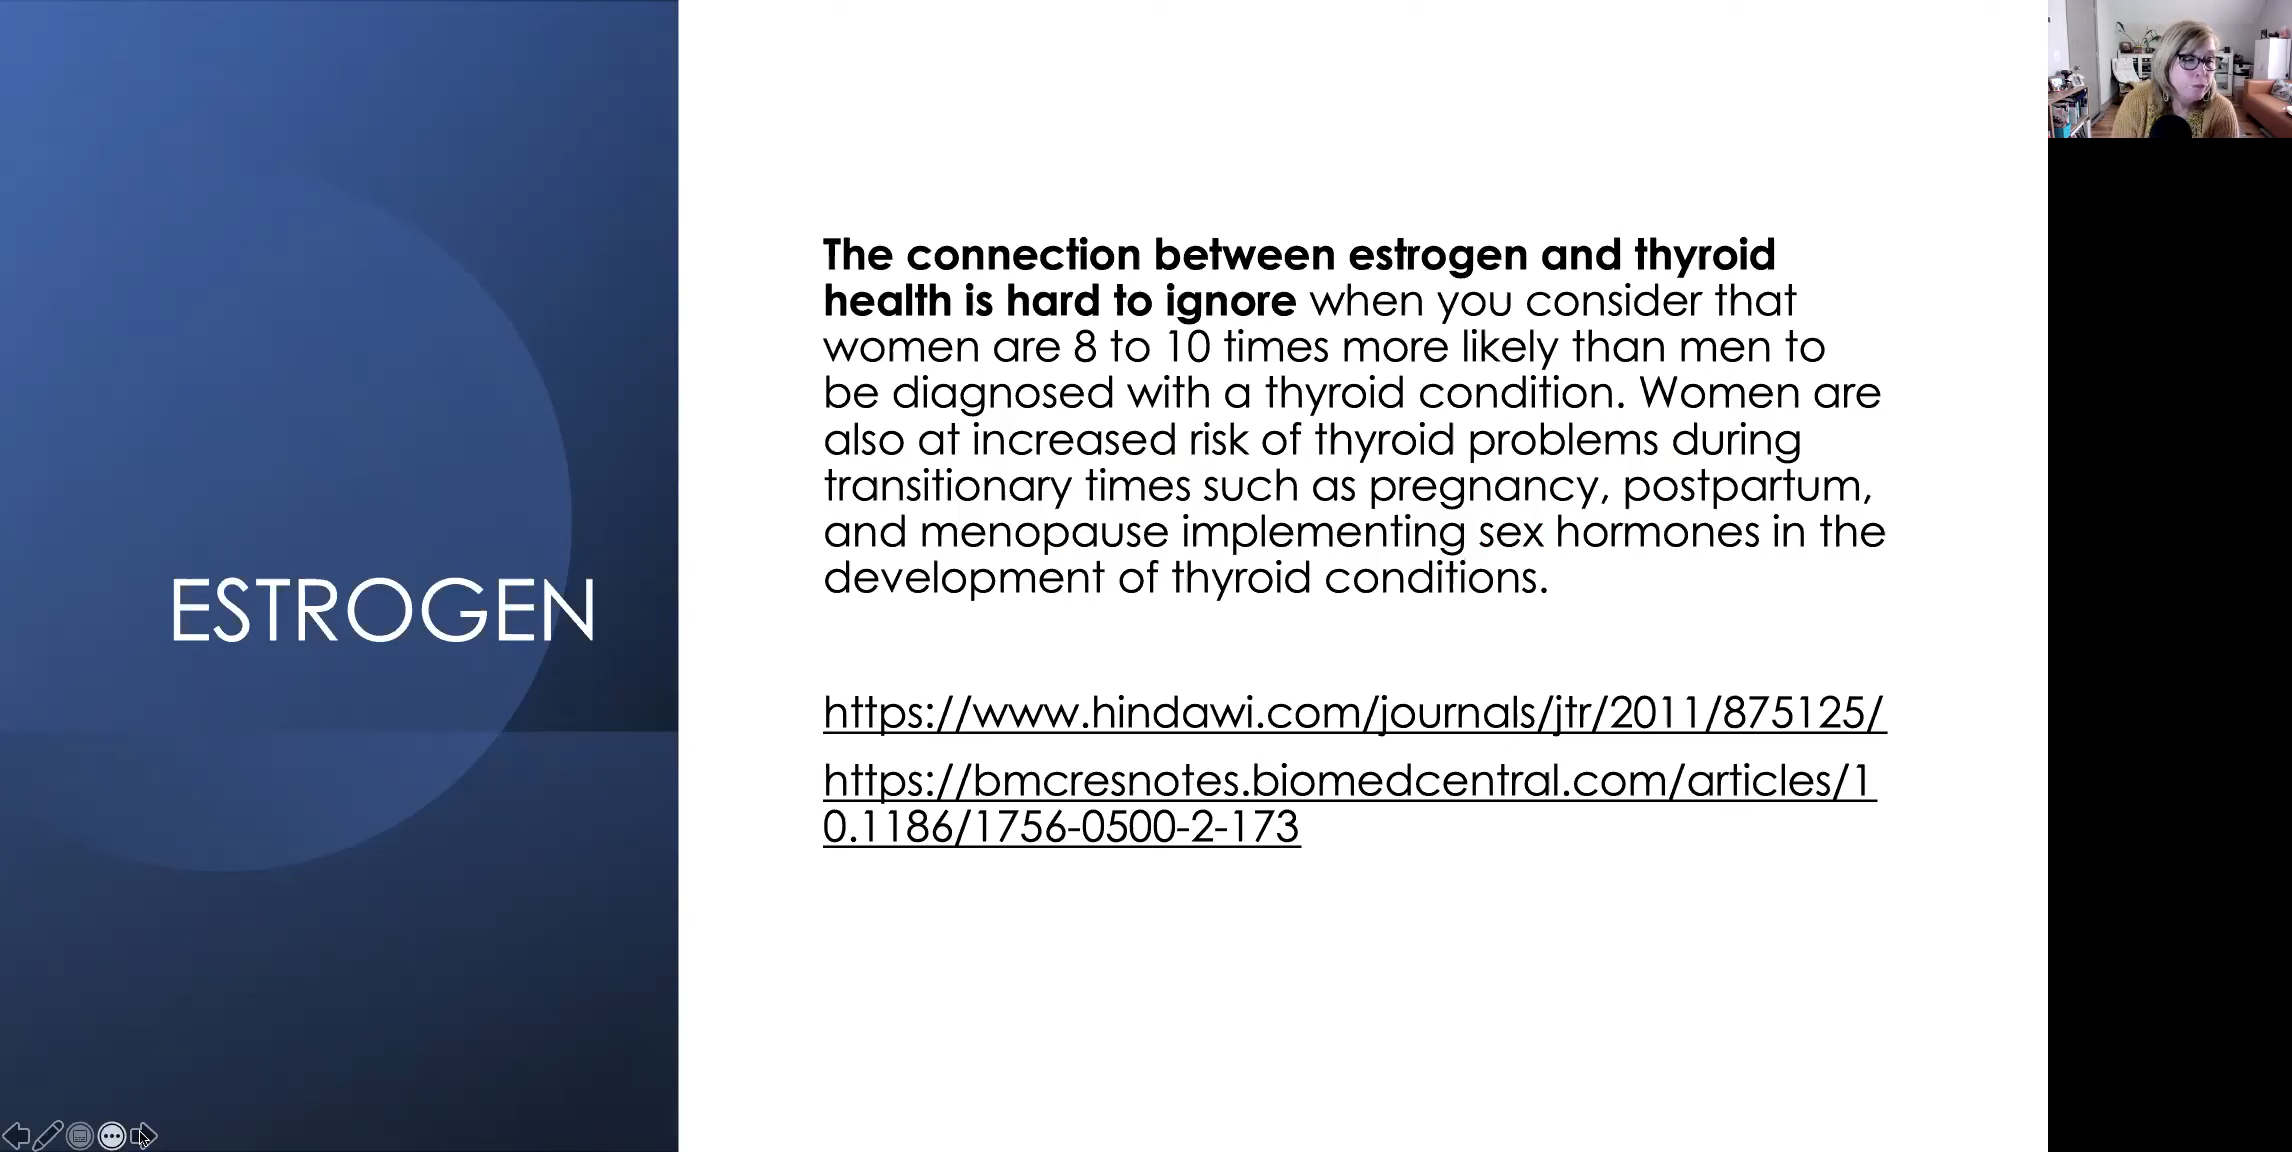 ESTROGEN
The connection between estrogen and thyroid
health is hard to ignore when you consider that
women are 8 to 10 times more likely than men to
be diagnosed with a thyroid condition. Women are
also at increased risk of thyroid problems during
transitionary times such as pregnancy, postpartum,
and menopause implementing sex hormones in the
development of thyroid conditions.
https://www.hindawi.com/journals/jtr/2011/875125/
https://bmcresnotes.biomedcentral.com/articles/1
0.1186/1756-0500-2-173